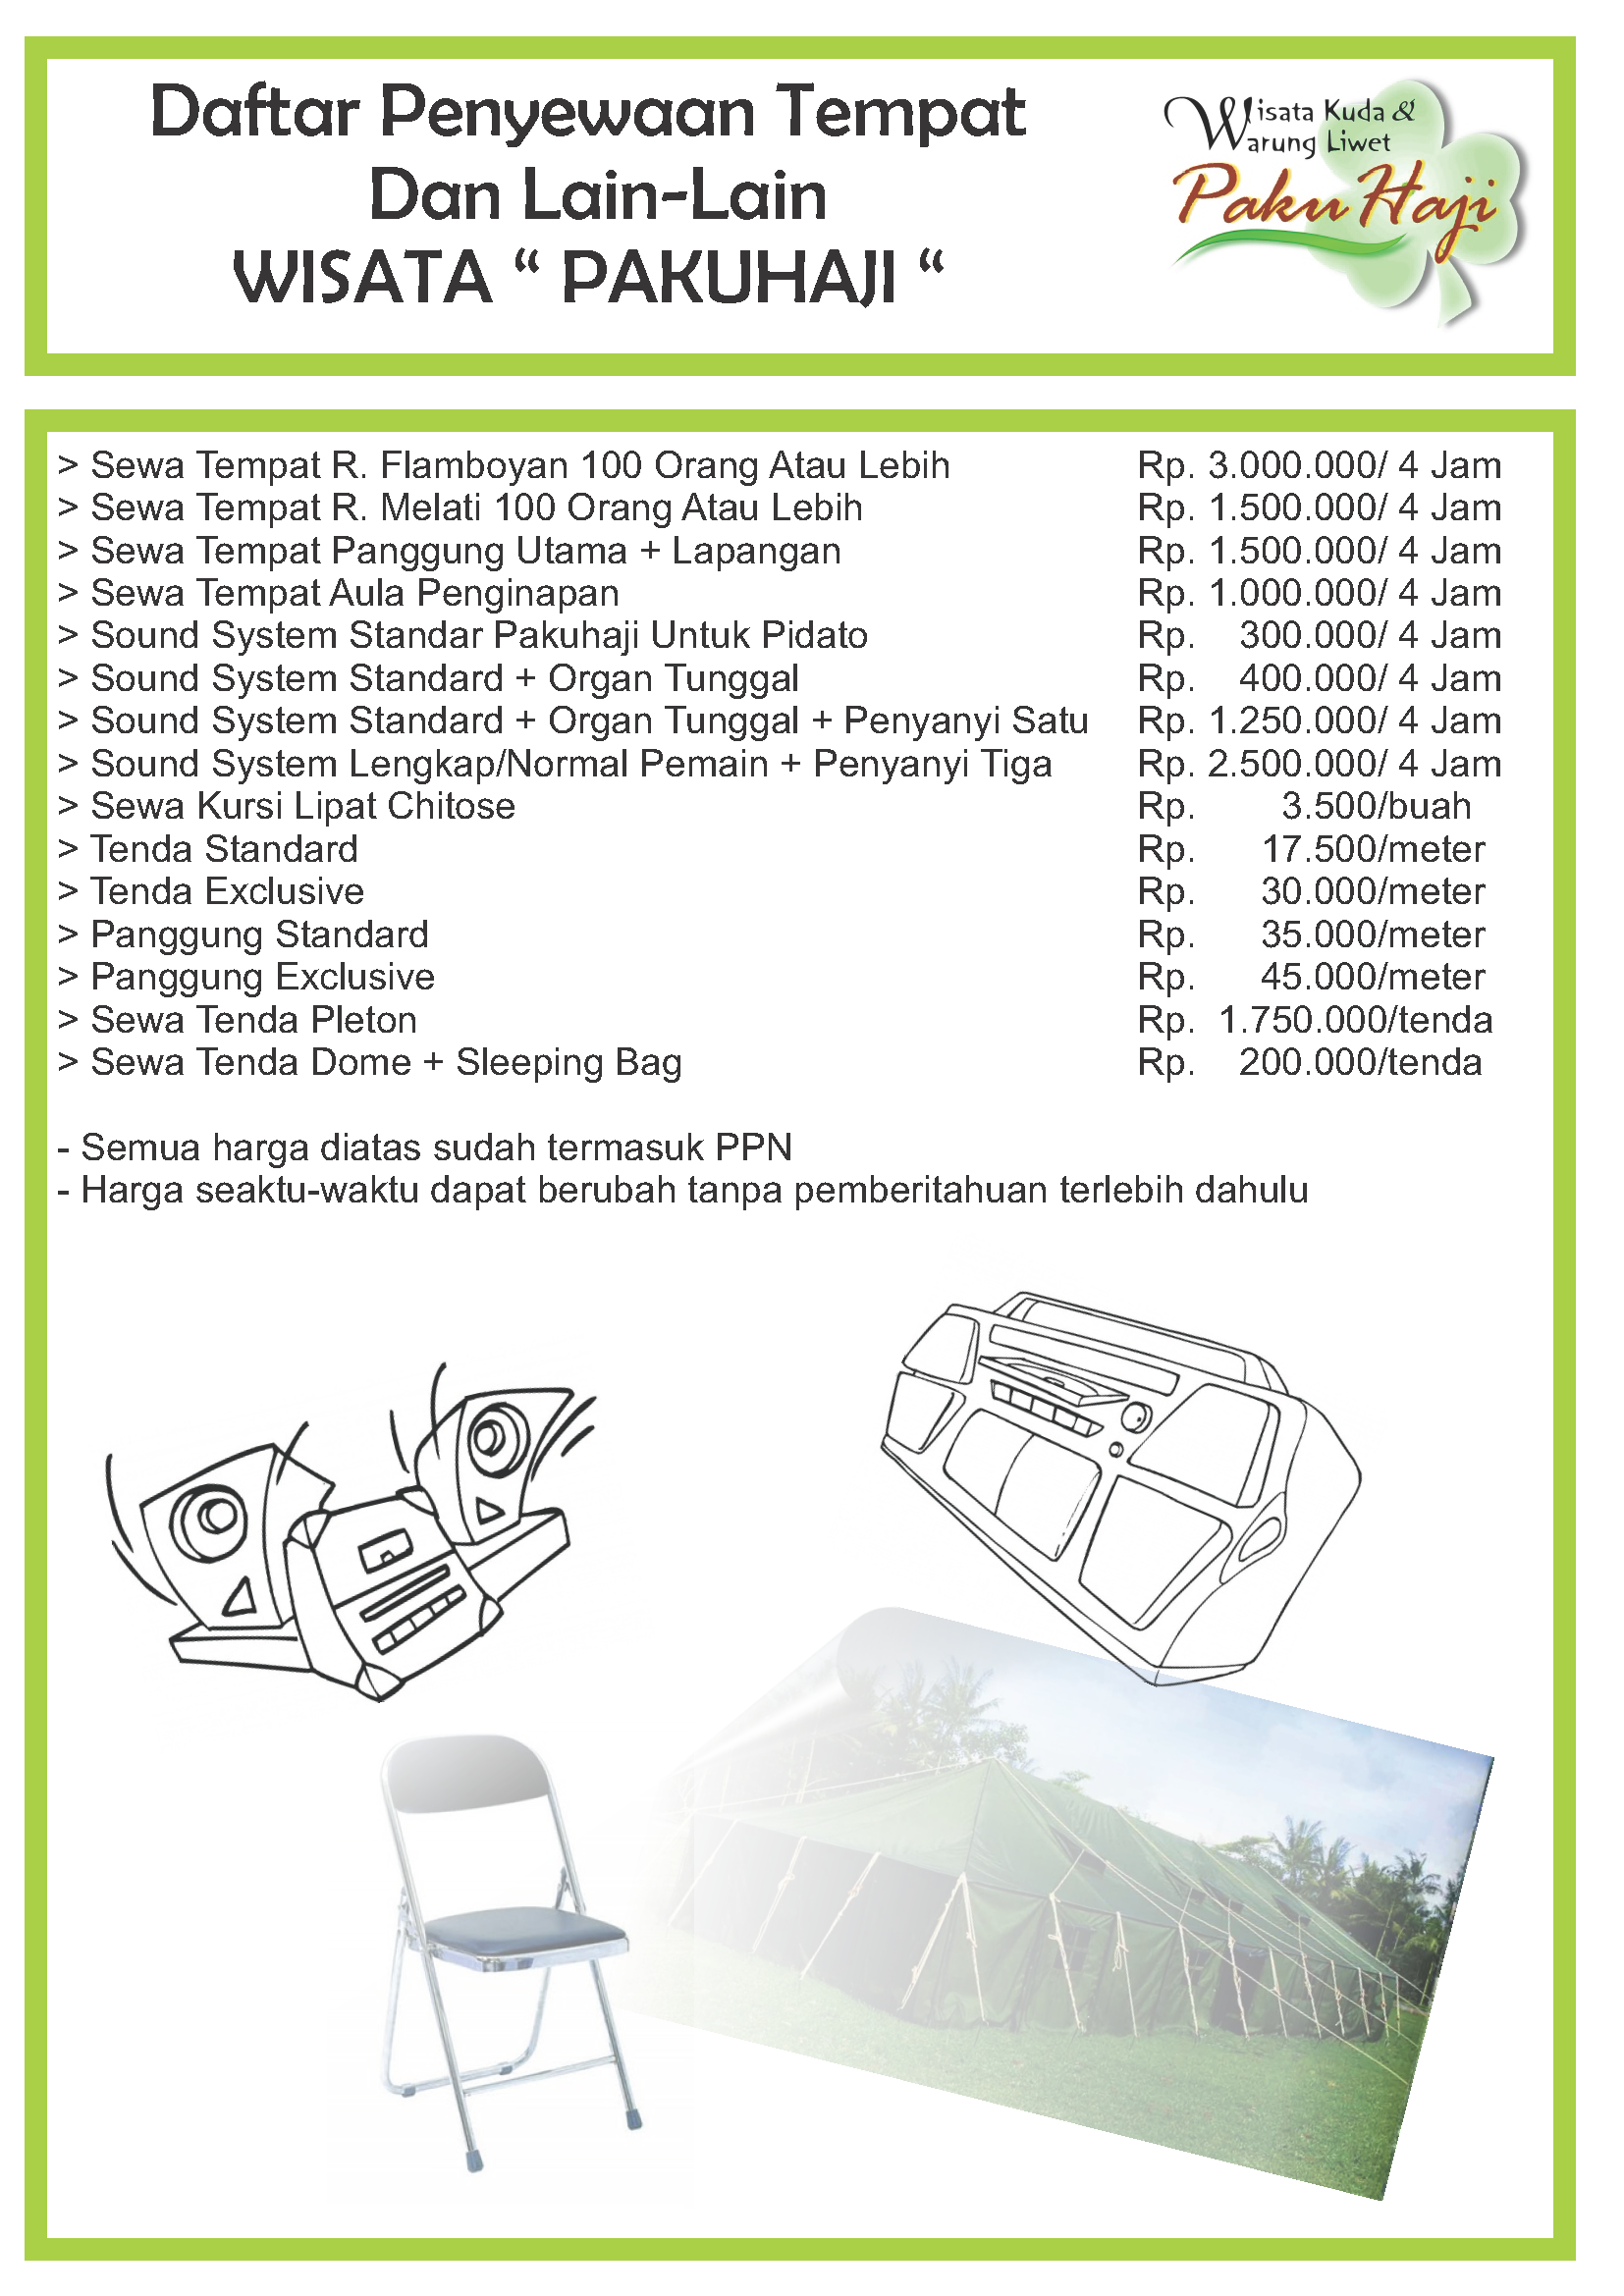 Daftar Penyewaan Tempat
Dan Lain-Lain
WISATA “ PAKUHAJI “
Wisata Kuda &
Warung Liwet
Paku Haji
> Sewa Tempat R. Flamboyan 100 Orang Atau Lebih Rp. 3.000.000/ 4 Jam
> Sewa Tempat R. Melati 100 Orang Atau Lebih Rp. 1.500.000/ 4 Jam
> Sewa Tempat Panggung Utama + Lapangan Rp. 1.500.000/ 4 Jam
> Sewa Tempat Aula Penginapan Rp. 1.000.000/ 4 Jam
> Sound System Standar Pakuhaji Untuk Pidato Rp. 300.000/ 4 Jam
> Sound System Standard + Organ Tunggal Rp. 400.000/ 4 Jam
> Sound System Standard + Organ Tunggal + Penyanyi Satu Rp. 1.250.000/ 4 Jam
> Sound System Lengkap/Normal Pemain + Penyanyi Tiga Rp. 2.500.000/ 4 Jam
> Sewa Kursi Lipat Chitose Rp. 3.500/buah
> Tenda Standard Rp. 17.500/meter
> Tenda Exclusive Rp. 30.000/meter
> Panggung Standard Rp. 35.000/meter
> Panggung Exclusive Rp. 45.000/meter
> Sewa Tenda Pleton Rp. 1.750.000/tenda
> Sewa Tenda Dome + Sleeping Bag Rp. 200.000/tenda
- Semua harga diatas sudah termasuk PPN
- Harga seaktu-waktu dapat berubah tanpa pemberitahuan terlebih dahulu